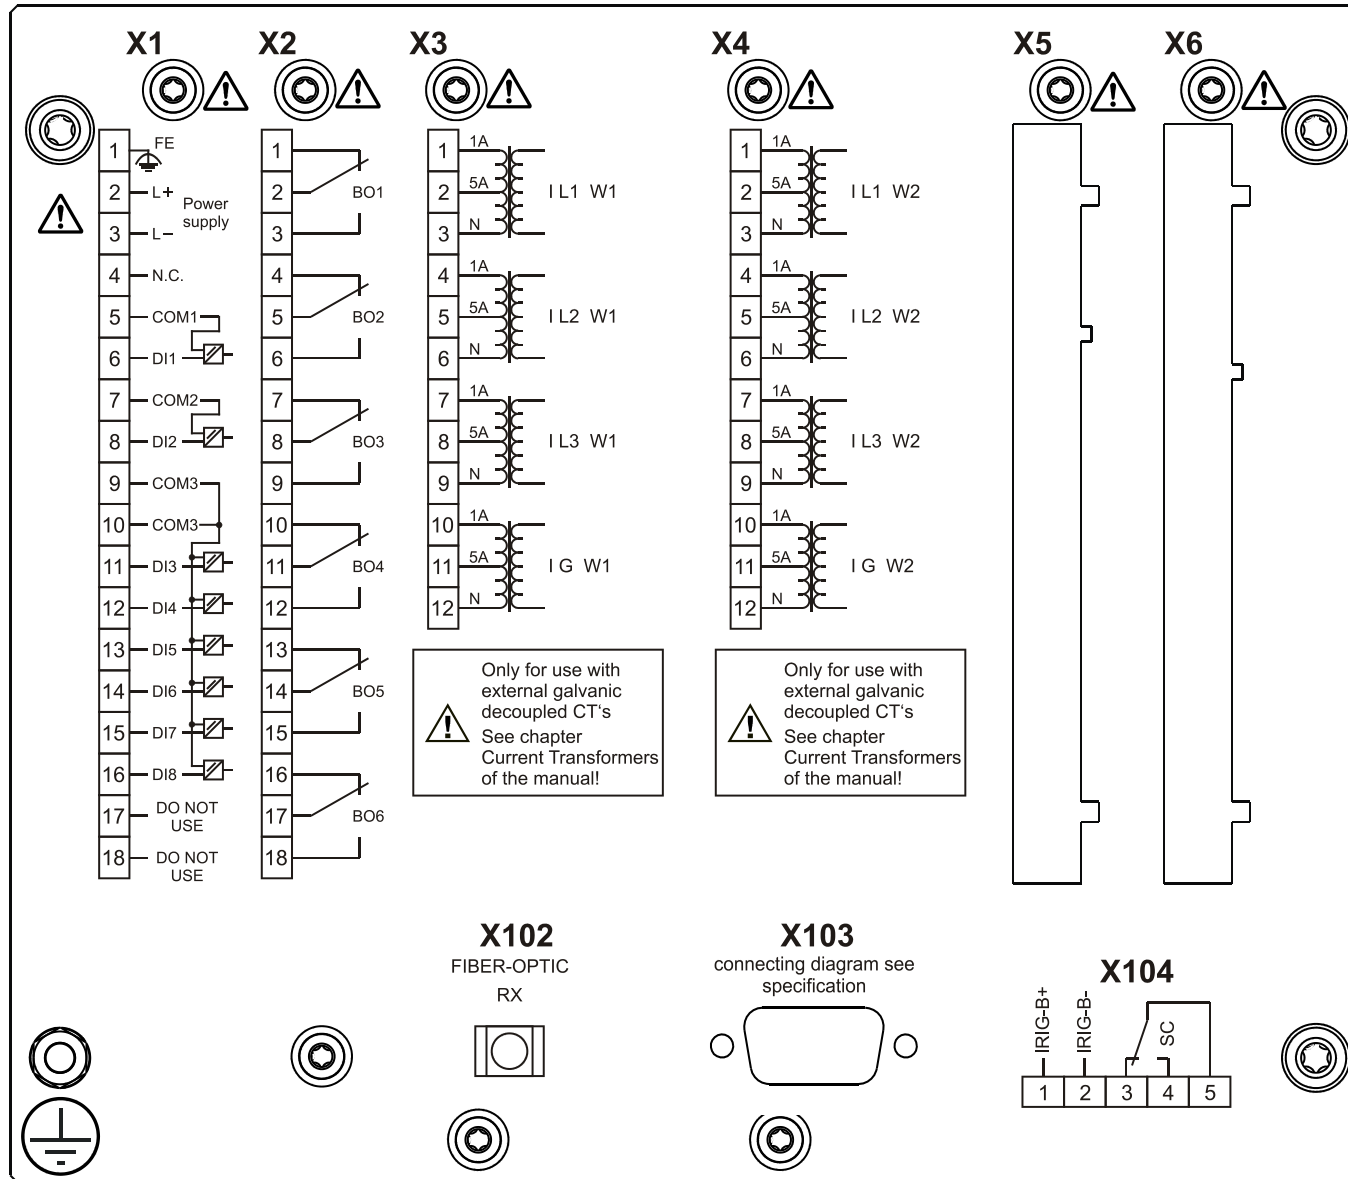 X1 X2 X3 X4 X5 X6
1 FE
2 L+ Power
supply
3 L-
4 N.C.
5 COM1
6 DI1
7 COM2
8 DI2
9 COM3
10 COM3
11 DI3
12 DI4
13 DI5
14 DI6
15 DI7
16 DI8
17 DO NOT
USE
18 DO NOT
USE
1
2 BO1
3
4
5 BO2
6
7
8 BO3
9
10
11 BO4
12
13
14 BO5
15
16
17 BO6
18
1 1A
2 5A I L1 W1
3 N
4 1A
5 5A I L2 W1
6 N
7 1A
8 5A I L3 W1
9 N
10 1A
11 5A I G W1
12 N
Only for use with
external galvanic
decoupled CT's
See chapter
Current Transformers
of the manual!
1 1A
2 5A I L1 W2
3 N
4 1A
5 5A I L2 W2
6 N
7 1A
8 5A I L3 W2
9 N
10 1A
11 5A I G W2
12 N
Only for use with
external galvanic
decoupled CT's
See chapter
Current Transformers
of the manual!
X102
FIBER-OPTIC
RX
X103
connecting diagram see
specification
X104
IRIG-B+
IRIG-B-
SC
1 2 3 4 5